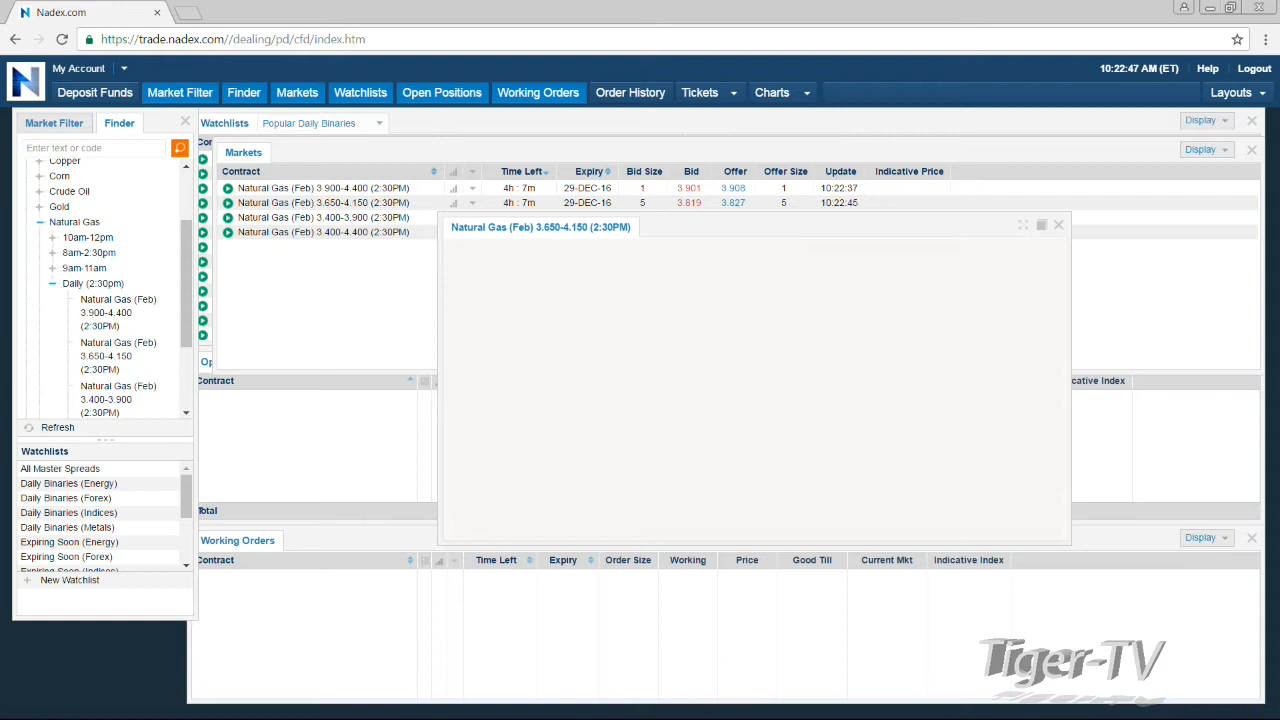 Nadex.com
https://trade.nadex.com//dealing/pd/cfd/index.htm
My Account
10:22:47 AM (ET) Help Logout
Deposit Funds Market Filter Finder Markets Watchlists Open Positions Working Orders Order History Tickets Charts Layouts
Market Filter Finder
Enter text or code
Copper
Corn
Crude Oil
Gold
Natural Gas
10am-12pm
8am-2:30pm
9am-11am
Daily (2:30pm)
Natural Gas (Feb)
3.900-4.400
(2:30PM)
Natural Gas (Feb)
3.650-4.150
(2:30PM)
Natural Gas (Feb)
3.400-3.900
(2:30PM)
Refresh
Watchlists
All Master Spreads
Daily Binaries (Energy)
Daily Binaries (Forex)
Daily Binaries (Indices)
Daily Binaries (Metals)
Expiring Soon (Energy)
Expiring Soon (Forex)
Expiring Soon (Indices)
New Watchlist
Watchlists Popular Daily Binaries Display
Con
Markets Display
Contract Time Left Expiry Bid Size Bid Offer Offer Size Update Indicative Price
Natural Gas (Feb) 3.900-4.400 (2:30PM) 4h : 7m 29-DEC-16 1 3.901 3.908 1 10:22:37
Natural Gas (Feb) 3.650-4.150 (2:30PM) 4h : 7m 29-DEC-16 5 3.819 3.827 5 10:22:45
Natural Gas (Feb) 3.400-3.900 (2:30PM)
Natural Gas (Feb) 3.400-4.400 (2:30PM)
Natural Gas (Feb) 3.650-4.150 (2:30PM)
Op
Contract cative Index
Total
Working Orders Display
Contract Time Left Expiry Order Size Working Price Good Till Current Mkt Indicative Index
Tiger-TV